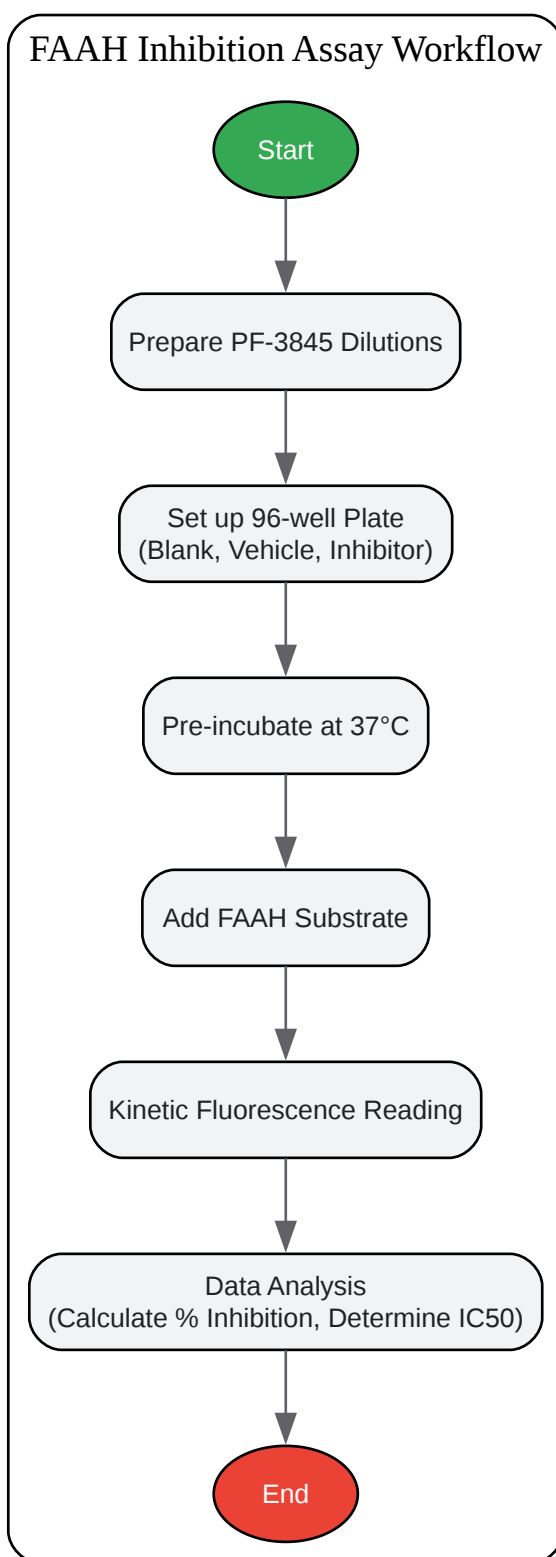 FAAH Inhibition Assay Workflow
Start
Prepare PF-3845 Dilutions
Set up 96-well Plate
(Blank, Vehicle, Inhibitor)
Pre-incubate at 37°C
Add FAAH Substrate
Kinetic Fluorescence Reading
Data Analysis
(Calculate % Inhibition, Determine IC50)
End